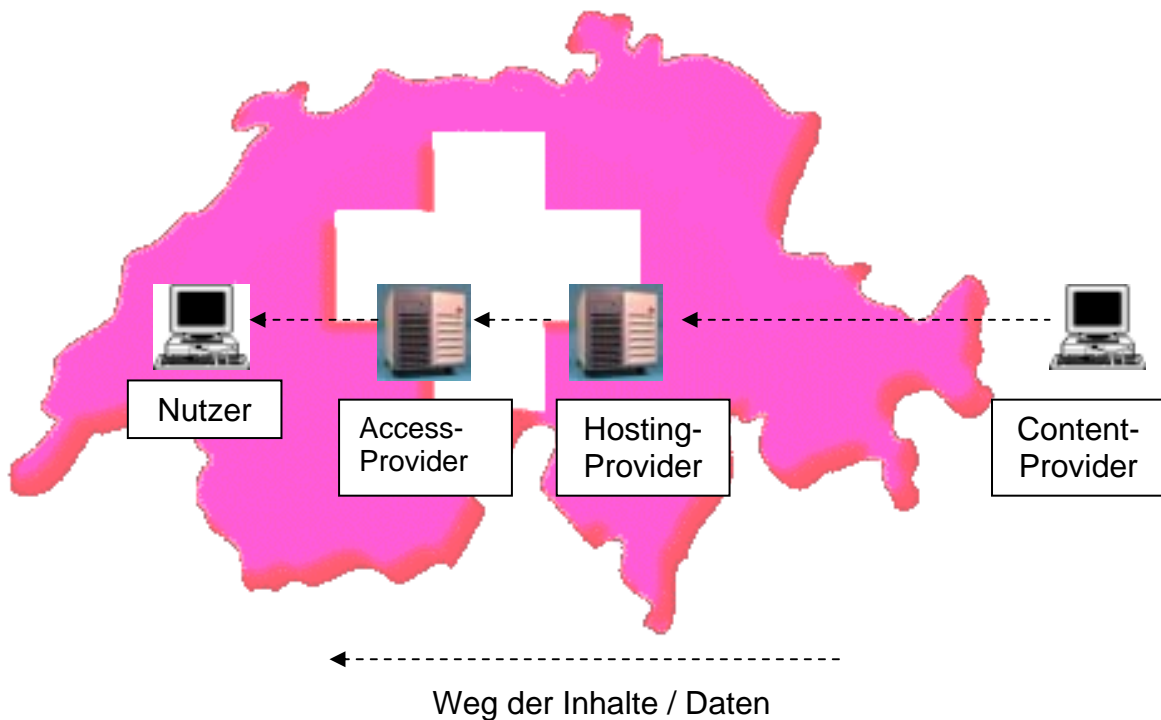 Nutzer
Access-
Provider
Hosting-
Provider
Content-
Provider
Weg der Inhalte / Daten